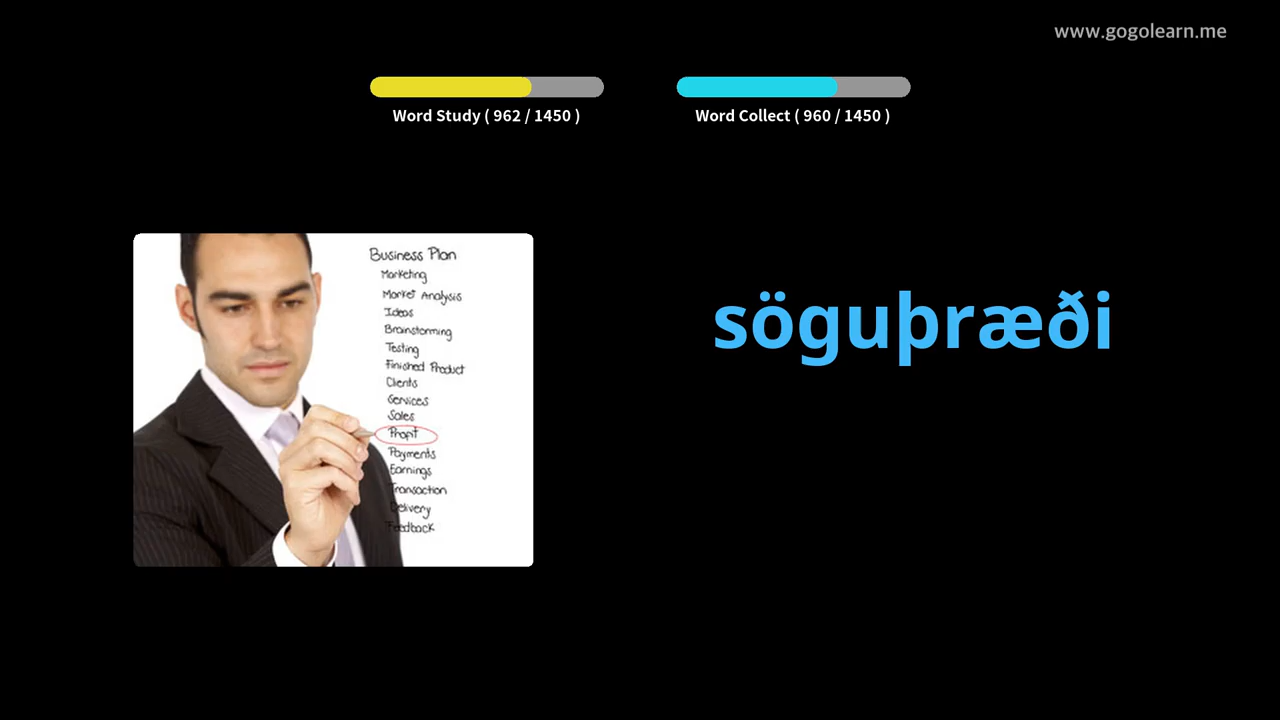 www.gogolearn.me
Word Study ( 962 / 1450 )
Word Collect ( 960 / 1450 )
Business Plan
Marketing
Market Analysis
Ideas
Brainstorming
Testing
Finished Product
Clients
Services
Sales
Profit
Payments
Earnings
Transaction
Delivery
Feedback
söguþræði